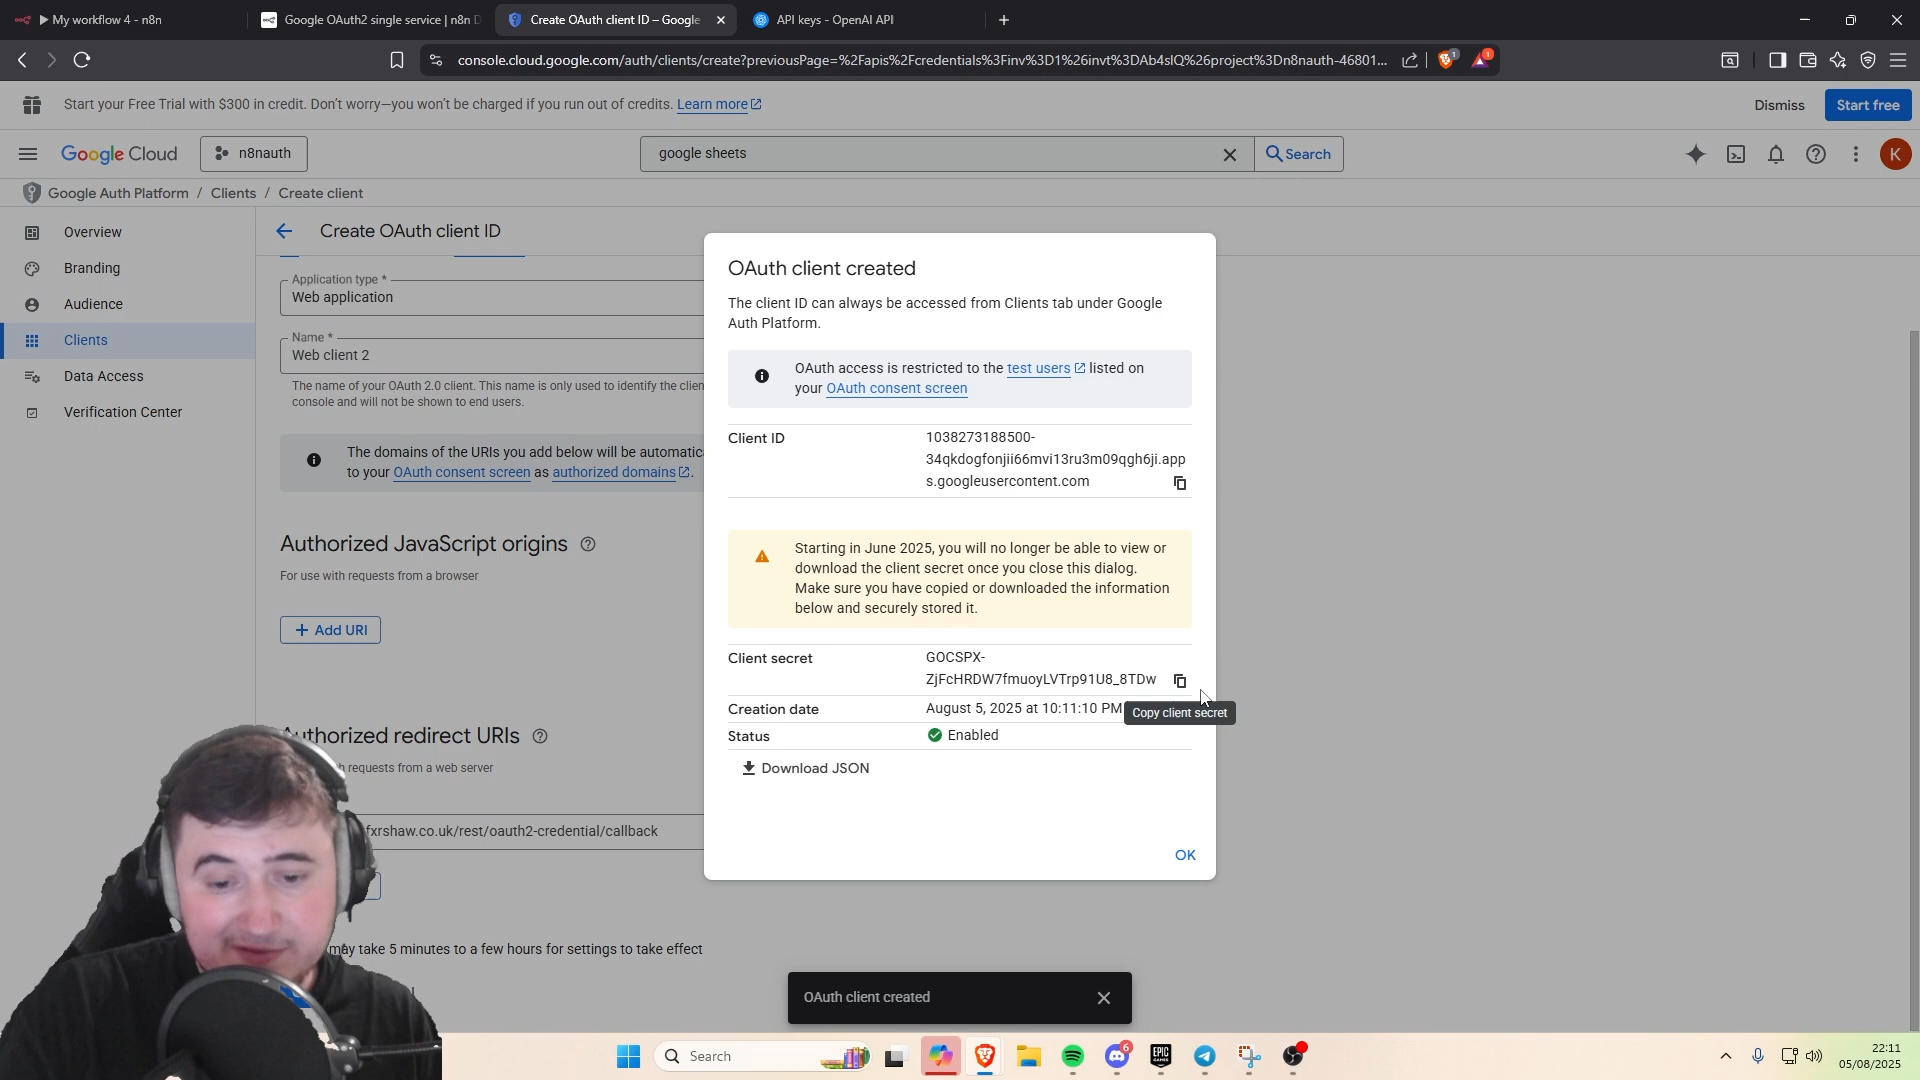 My workflow 4 - n8n
Google OAuth2 single service | n8n D
Create OAuth client ID – Google
API keys - OpenAI API
console.cloud.google.com/auth/clients/create?previousPage=%2Fapis%2Fcredentials%3Finv%3D1%26invt%3DAb4slQ%26project%3Dn8nauth-46801...
1
1
Start your Free Trial with $300 in credit. Don't worry—you won't be charged if you run out of credits. Learn more
Dismiss
Start free
Google Cloud
n8nauth
google sheets
Search
K
Google Auth Platform / Clients / Create client
Overview
Branding
Audience
Clients
Data Access
Verification Center
Create OAuth client ID
Application type *
Web application
Name *
Web client 2
The name of your OAuth 2.0 client. This name is only used to identify the clien
console and will not be shown to end users.
The domains of the URIs you add below will be automatic
to your OAuth consent screen as authorized domains.
Authorized JavaScript origins
For use with requests from a browser
+ Add URI
Authorized redirect URIs
requests from a web server
fxrshaw.co.uk/rest/oauth2-credential/callback
may take 5 minutes to a few hours for settings to take effect
OAuth client created
The client ID can always be accessed from Clients tab under Google
Auth Platform.
OAuth access is restricted to the test users listed on
your OAuth consent screen
Client ID
1038273188500-
34qkdogfonjii66mvi13ru3m09qgh6ji.app
s.googleusercontent.com
Starting in June 2025, you will no longer be able to view or
download the client secret once you close this dialog.
Make sure you have copied or downloaded the information
below and securely stored it.
Client secret
GOCSPX-
ZjFcHRDW7fmuoyLVTrp91U8_8TDw
Creation date
August 5, 2025 at 10:11:10 PM
Copy client secret
Status
Enabled
Download JSON
OK
OAuth client created
Search
6
EPIC
GAMES
22:11
05/08/2025